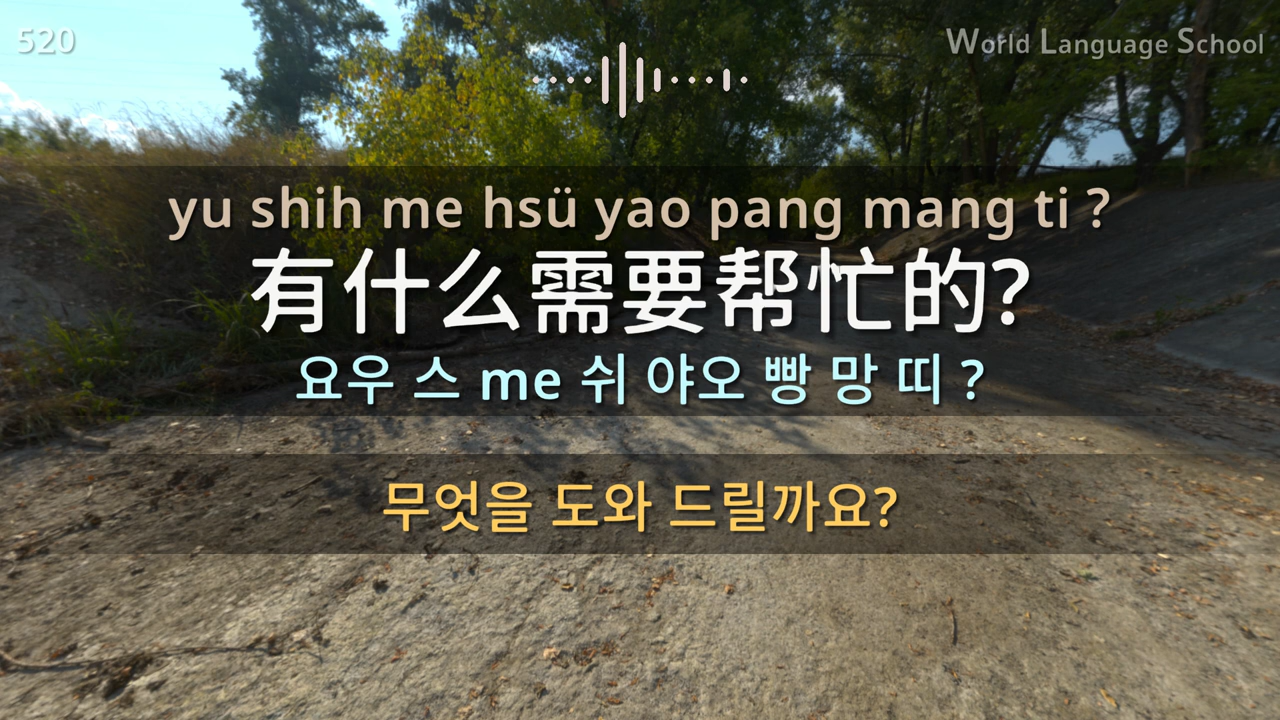 520
World Language School
yu shih me hsü yao pang mang ti ?
有什么需要帮忙的?
요우 스 me 쉬 야오 빵 망 띠 ?
무엇을 도와 드릴까요?